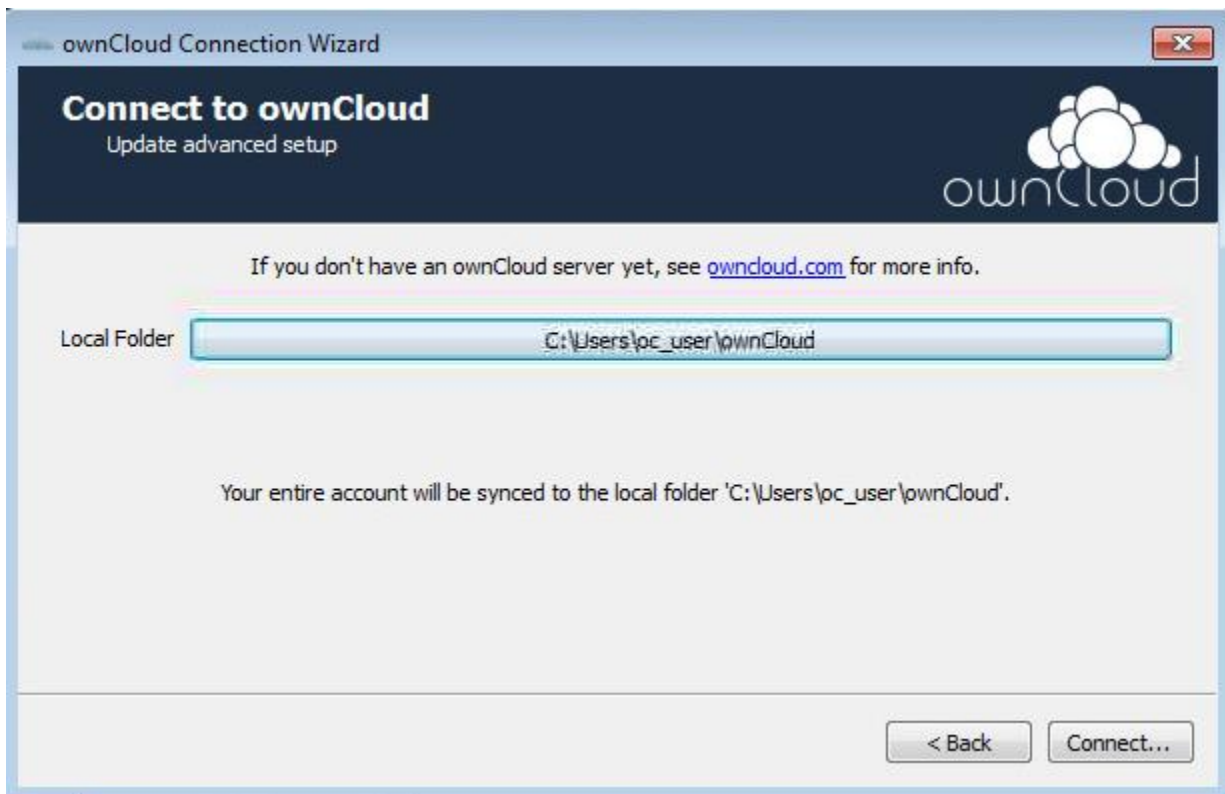 ownCloud Connection Wizard
Connect to ownCloud
Update advanced setup
ownCloud
If you don't have an ownCloud server yet, see owncloud.com for more info.
Local Folder
C:\Users\oc_user\ownCloud
Your entire account will be synced to the local folder 'C:\Users\oc_user\ownCloud'.
< Back
Connect...